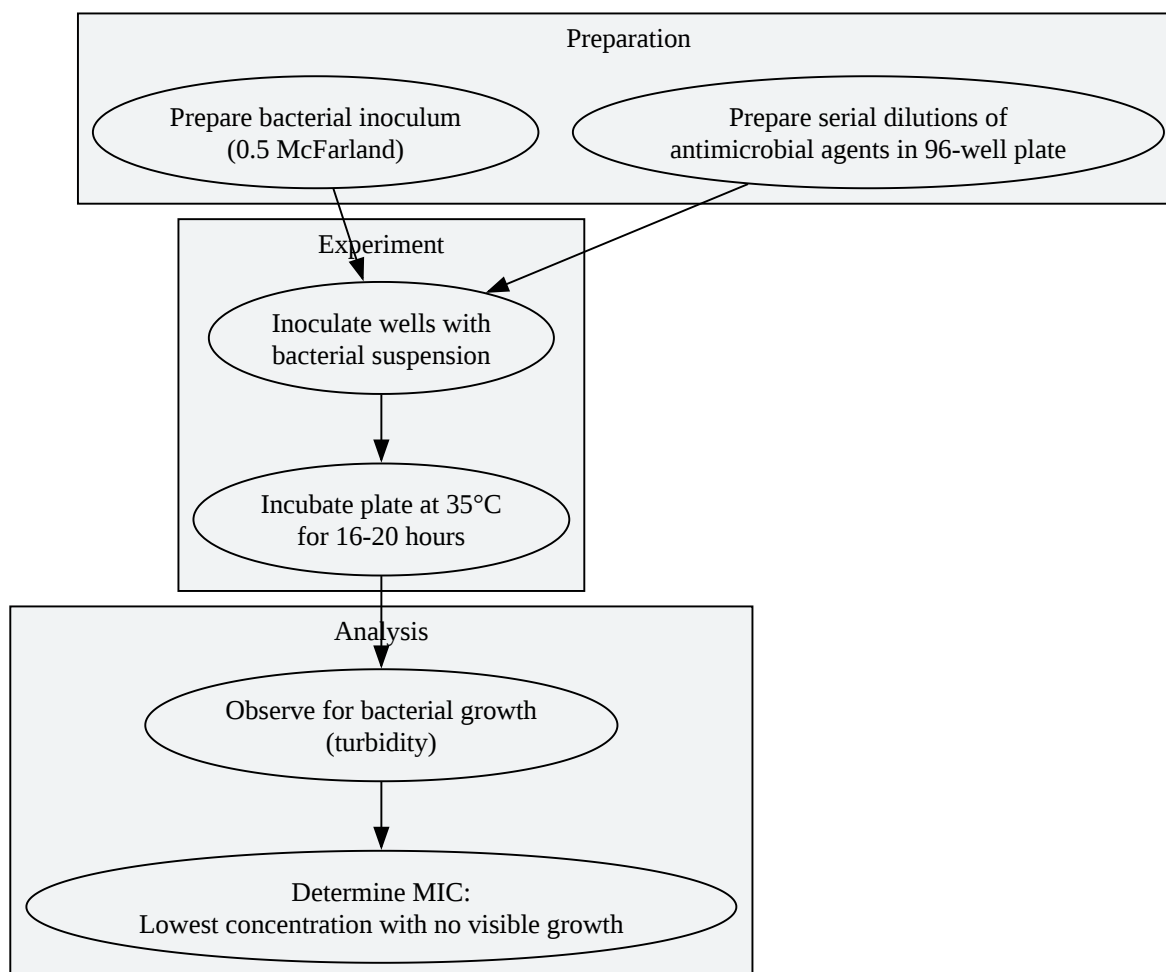 Preparation
Prepare bacterial inoculum
(0.5 McFarland)
Prepare serial dilutions of
antimicrobial agents in 96-well plate
Experiment
Inoculate wells with
bacterial suspension
Incubate plate at 35°C
for 16-20 hours
Analysis
Observe for bacterial growth
(turbidity)
Determine MIC:
Lowest concentration with no visible growth